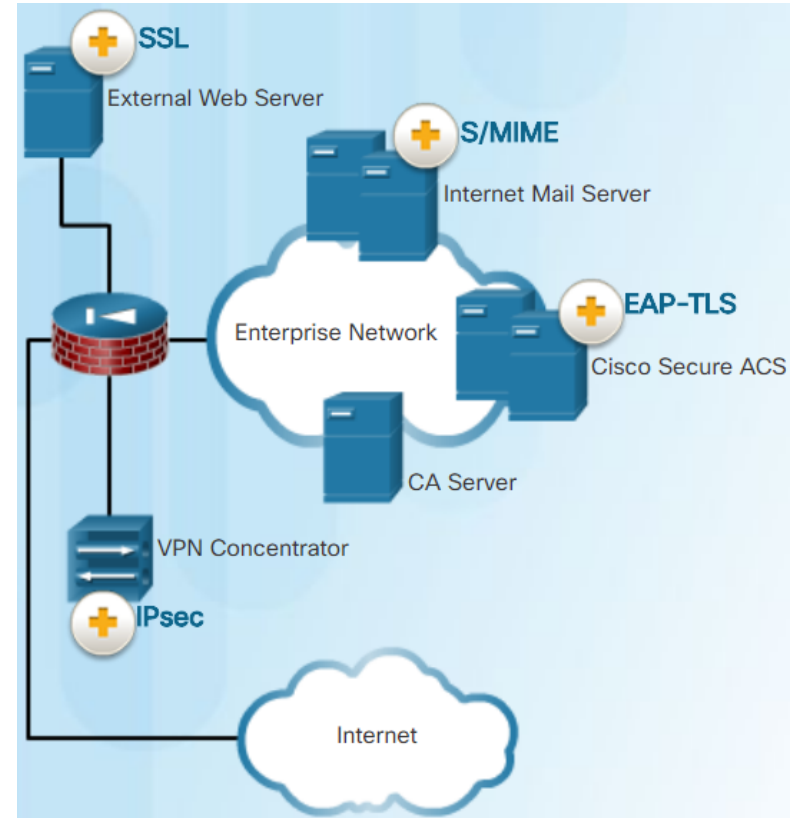 SSL
External Web Server
S/MIME
Internet Mail Server
EAP-TLS
Enterprise Network
Cisco Secure ACS
CA Server
VPN Concentrator
IPsec
Internet